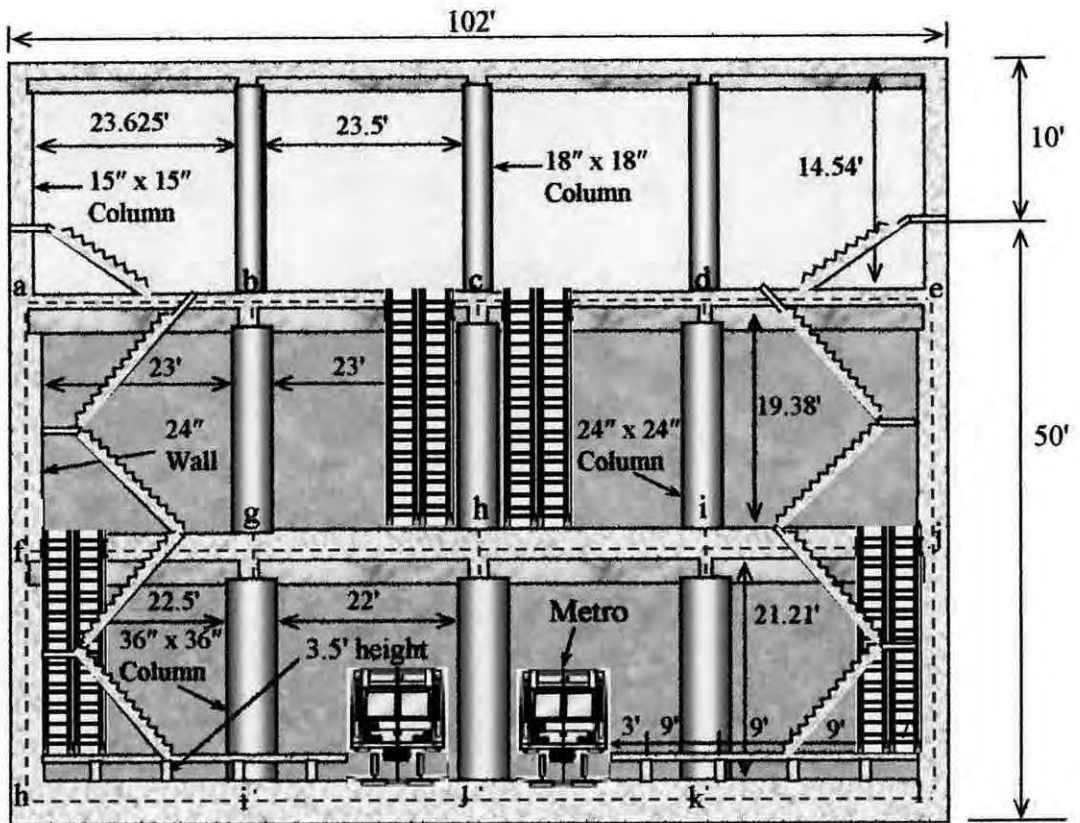 102'
23.625'
23.5'
10'
15" x 15"
Column
18" x 18"
Column
14.54'
a
b
c
d
e
23'
23'
19.38'
24"
Wall
24" x 24"
Column
50'
g
h
i
f
j
22.5'
22'
21.21'
36" x 36"
Column
3.5' height
Metro
3'
9'
9'
9'
h
i'
j'
k'
l